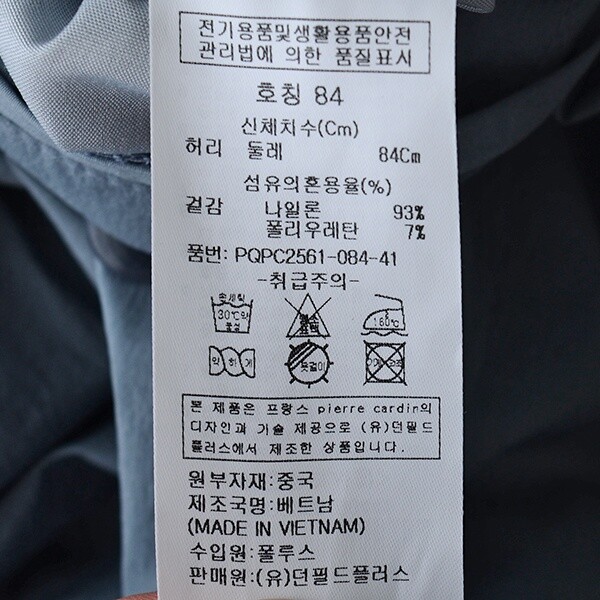 전기용품및생활용품안전
관리법에 의한 품질표시
호칭 84
신체치수(Cm)
허리 둘레 84Cm
섬유의혼용율(%)
겉감 나일론 93%
폴리우레탄 7%
품번: PQPC2561-084-41
-취급주의-
손세탁
30℃약 160℃
중성
약하게 옷걸이
본 제품은 프랑스 pierre cardin의
디자인과 기술 제공으로 (유)던필드
플러스에서 제조한 상품입니다.
원부자재:중국
제조국명:베트남
(MADE IN VIETNAM)
수입원:폴루스
판매원:(유)던필드플러스